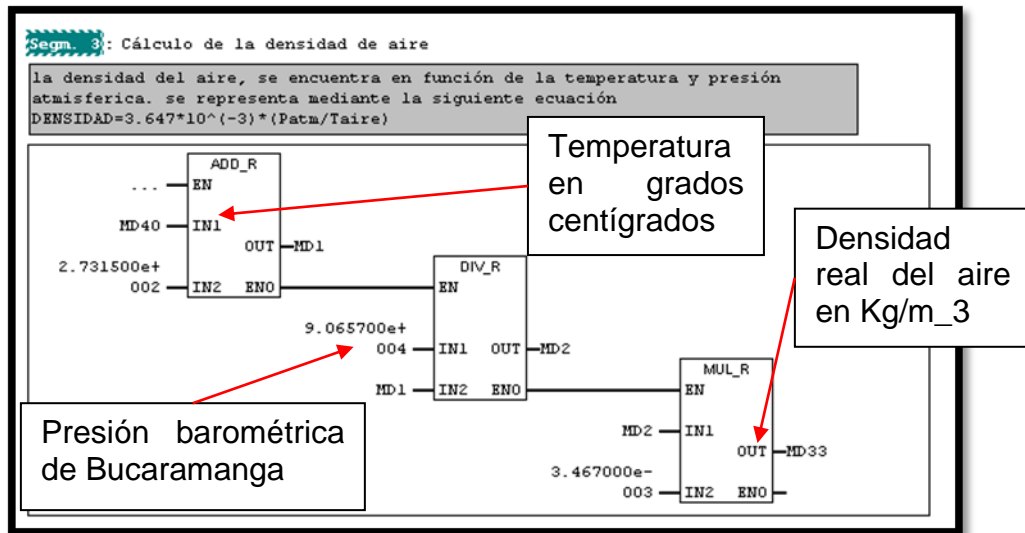 Segm. 3: Cálculo de la densidad de aire
la densidad del aire, se encuentra en función de la temperatura y presión
atmisferica. se representa mediante la siguiente ecuación
DENSIDAD=3.647*10^(-3)*(Patm/Taire)
Temperatura
en grados
centígrados
Densidad
real del aire
en Kg/m_3
ADD_R
... EN
MD40 IN1
OUT MD1
2.731500e+
002 IN2 ENO
DIV_R
EN
9.065700e+
004 IN1 OUT MD2
MD1 IN2 ENO
MUL_R
EN
MD2 IN1
OUT MD33
3.467000e-
003 IN2 ENO
Presión barométrica
de Bucaramanga